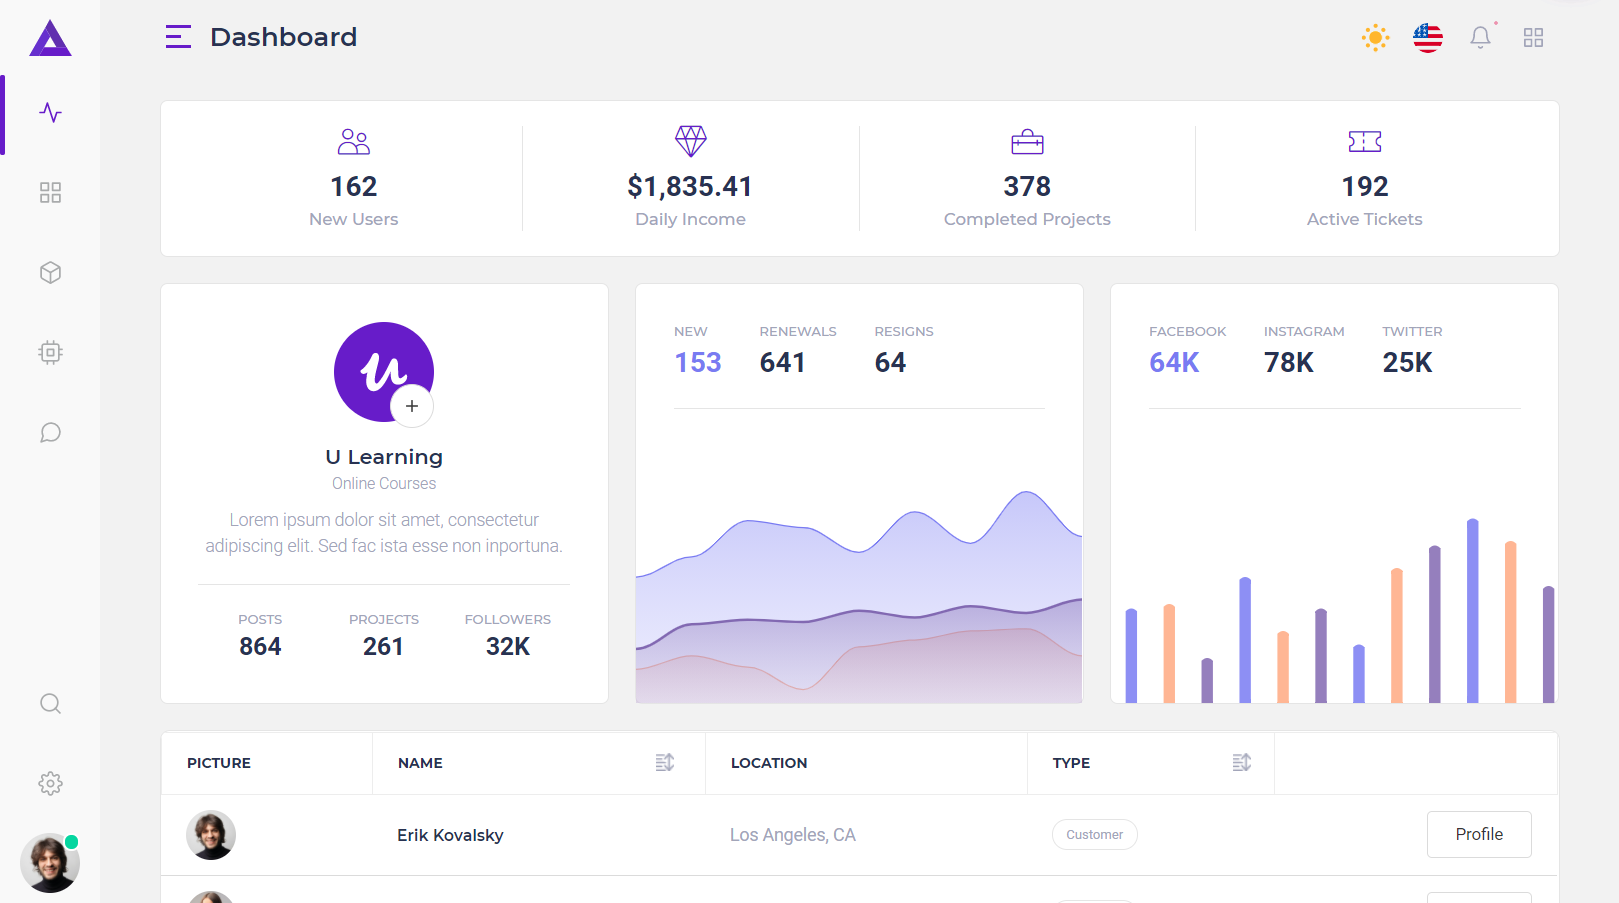 Dashboard
162
New Users
$1,835.41
Daily Income
378
Completed Projects
192
Active Tickets
U Learning
Online Courses
Lorem ipsum dolor sit amet, consectetur
adipiscing elit. Sed fac ista esse non inportuna.
POSTS
864
PROJECTS
261
FOLLOWERS
32K
NEW
153
RENEWALS
641
RESIGNS
64
FACEBOOK
64K
INSTAGRAM
78K
TWITTER
25K
PICTURE NAME LOCATION TYPE
Erik Kovalsky Los Angeles, CA Customer Profile